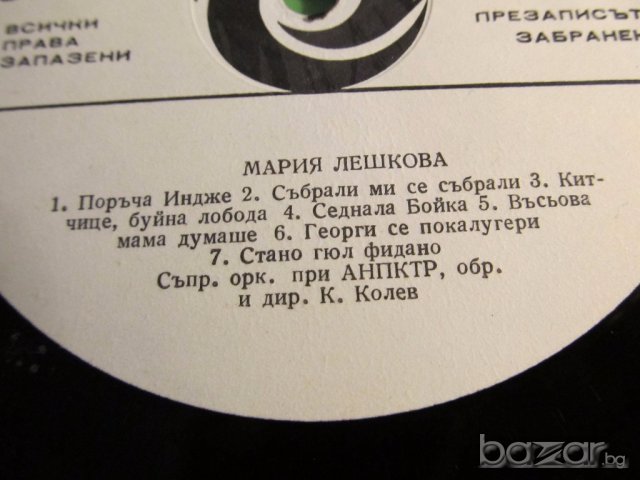 ВСИЧКИ
ПРАВА
ЗАПАЗЕНИ
ПРЕЗАПИСЪТ
ЗАБРАНЕН
МАРИЯ ЛЕШКОВА
1. Поръча Индже 2. Събрали ми се събрали 3. Кит-
чице, буйна лобода 4. Седнала Бойка 5. Въсьова
мама думаше 6. Георги се покалугери
7. Стано гюл фидано
Съпр. орк. при АНПКТР, обр.
и дир. К. Колев
bazar.bg